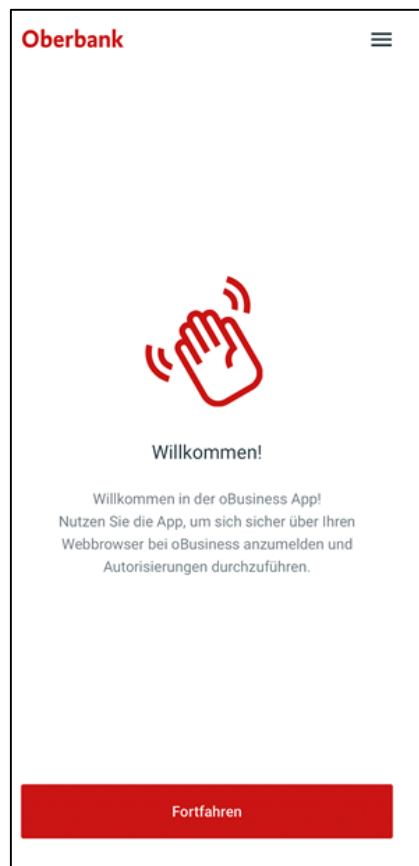 Oberbank
Willkommen!
Willkommen in der oBusiness App!
Nutzen Sie die App, um sich sicher über Ihren
Webbrowser bei oBusiness anzumelden und
Autorisierungen durchzuführen.
Fortfahren